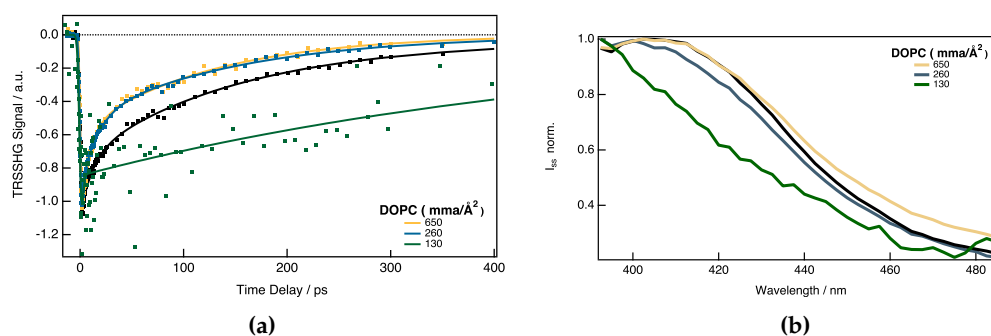 0.0
-0.2
-0.4
-0.6
-0.8
-1.0
-1.2
TRSSHG Signal / a.u.
DOPC ( mma/Å²)
650
260
130
0 100 200 300 400
Time Delay / ps
(a)
1.0
0.8
0.6
0.4
I_SS norm.
DOPC ( mma/Å²)
650
260
130
400 420 440 460 480
Wavelength / nm
(b)